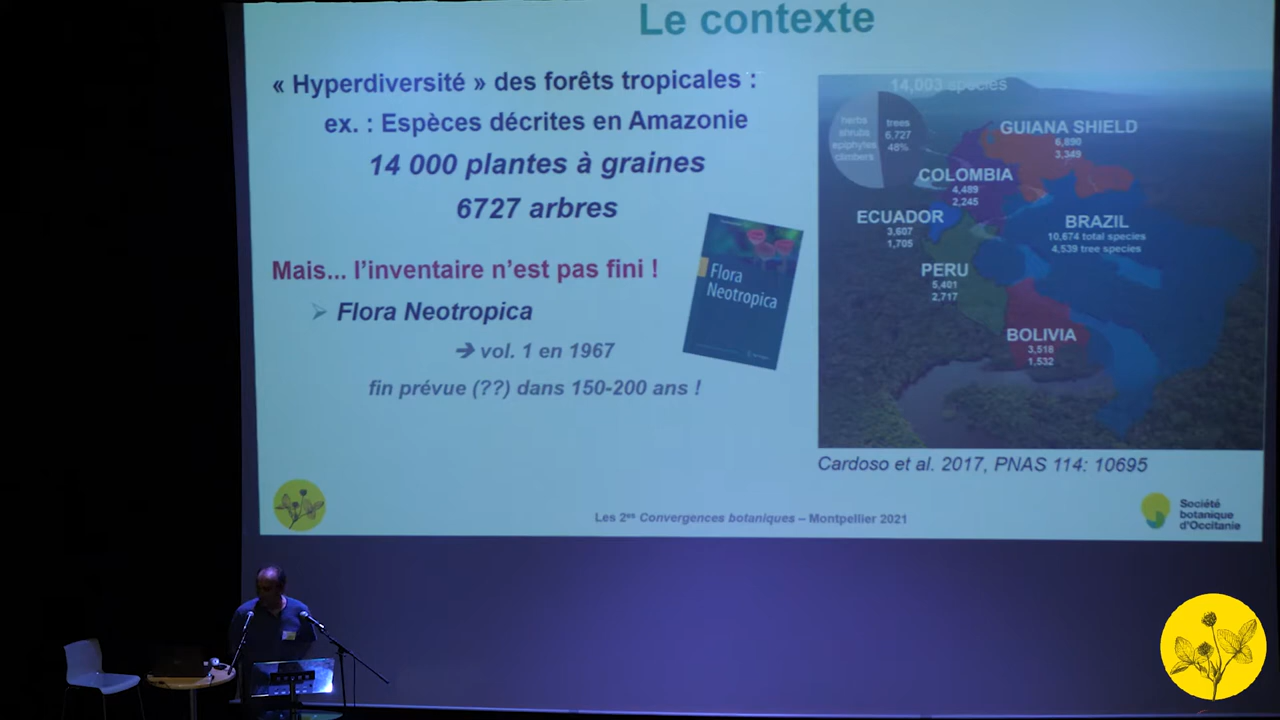 Le contexte
« Hyperdiversité » des forêts tropicales :
ex. : Espèces décrites en Amazonie
14 000 plantes à graines
6727 arbres
Mais... l'inventaire n'est pas fini !
➢ Flora Neotropica
➔ vol. 1 en 1967
fin prévue (??) dans 150-200 ans !
Flora
Neotropica
14,003 species
herbs
shrubs
epiphytes
climbers
trees
6,727
48%
GUIANA SHIELD
6,890
3,349
COLOMBIA
4,489
2,245
ECUADOR
3,607
1,705
BRAZIL
10,674 total species
4,539 tree species
PERU
5,401
2,717
BOLIVIA
3,518
1,532
Cardoso et al. 2017, PNAS 114: 10695
Les 2es Convergences botaniques – Montpellier 2021
Société
botanique
d'Occitanie